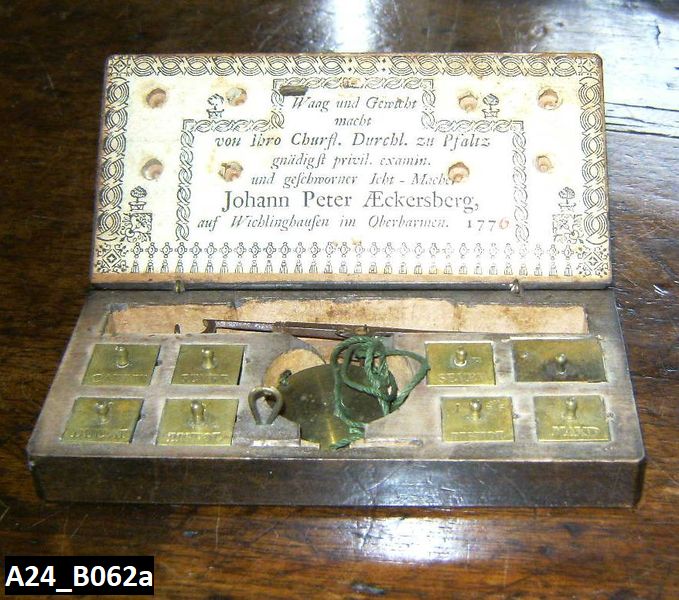 Waag und Gewicht
macht
von Ihro Churfl. Durchl. zu Pfaltz
gnädigst privil. examin.
und geschworner Icht - Macher
Johann Peter Æckersberg,
auf Wichlinghausen im Oberbarmen. 1776
A24_B062a